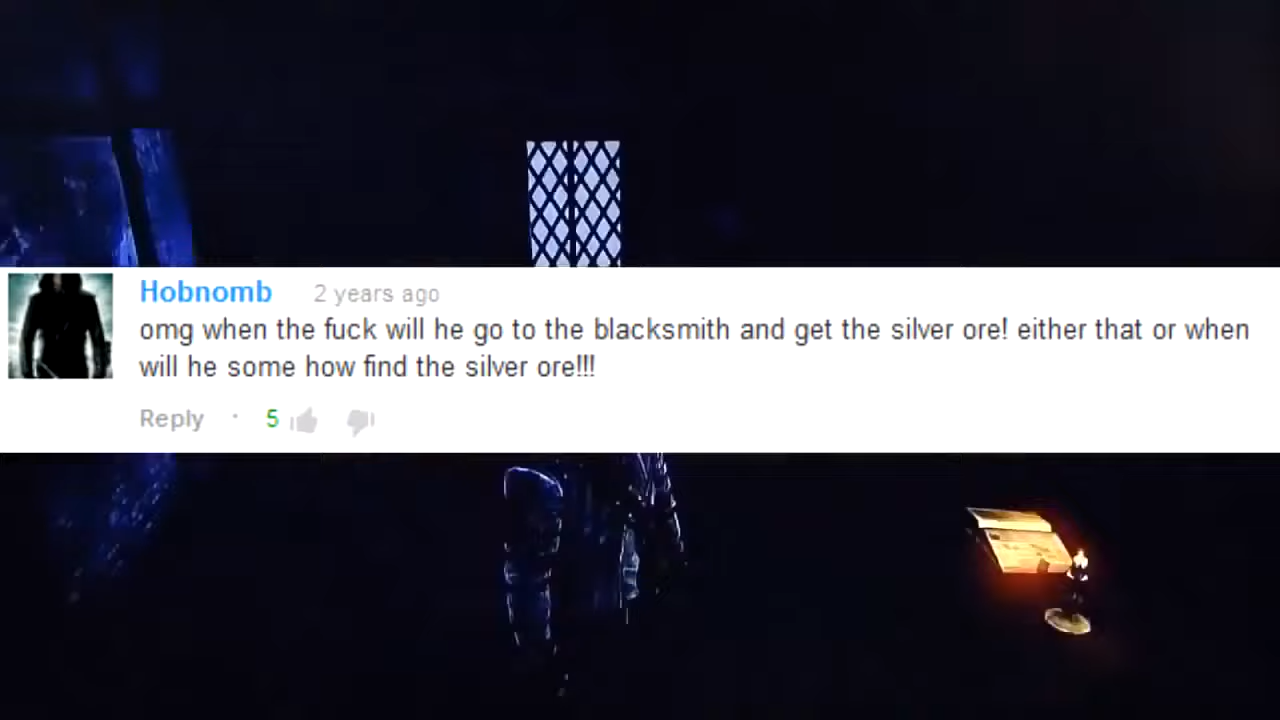 Hobnomb 2 years ago
omg when the fuck will he go to the blacksmith and get the silver ore! either that or when
will he some how find the silver ore!!!
Reply · 5